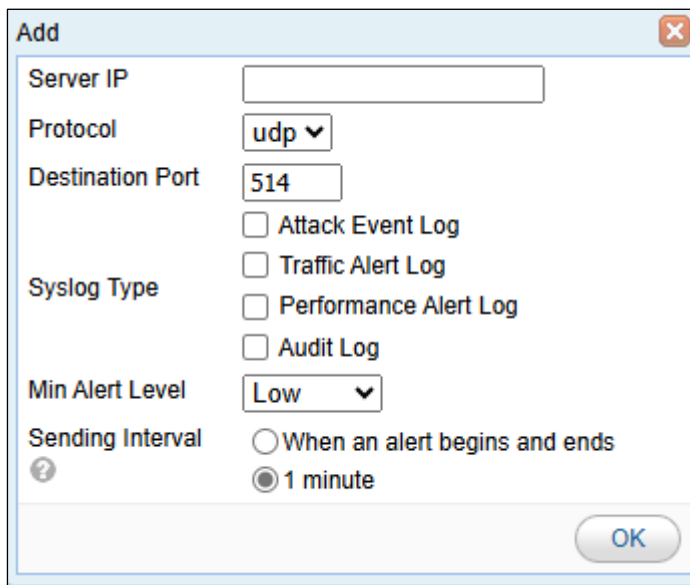 Add
Server IP
Protocol udp
Destination Port 514
Attack Event Log
Traffic Alert Log
Syslog Type
Performance Alert Log
Audit Log
Min Alert Level Low
Sending Interval When an alert begins and ends
? 1 minute
OK